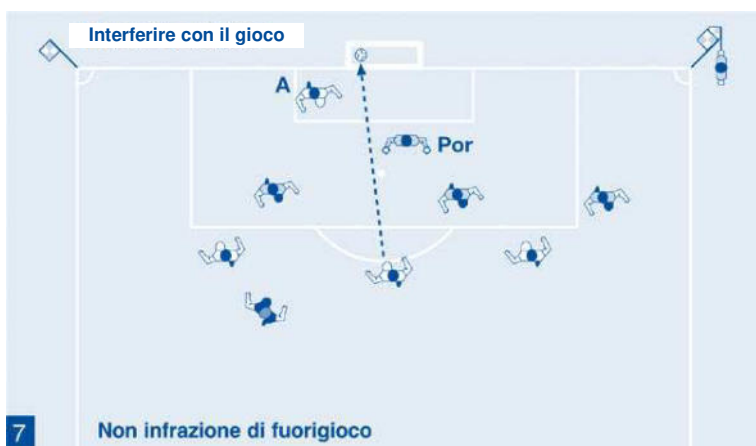 Interferire con il gioco
A
Por
7
Non infrazione di fuorigioco